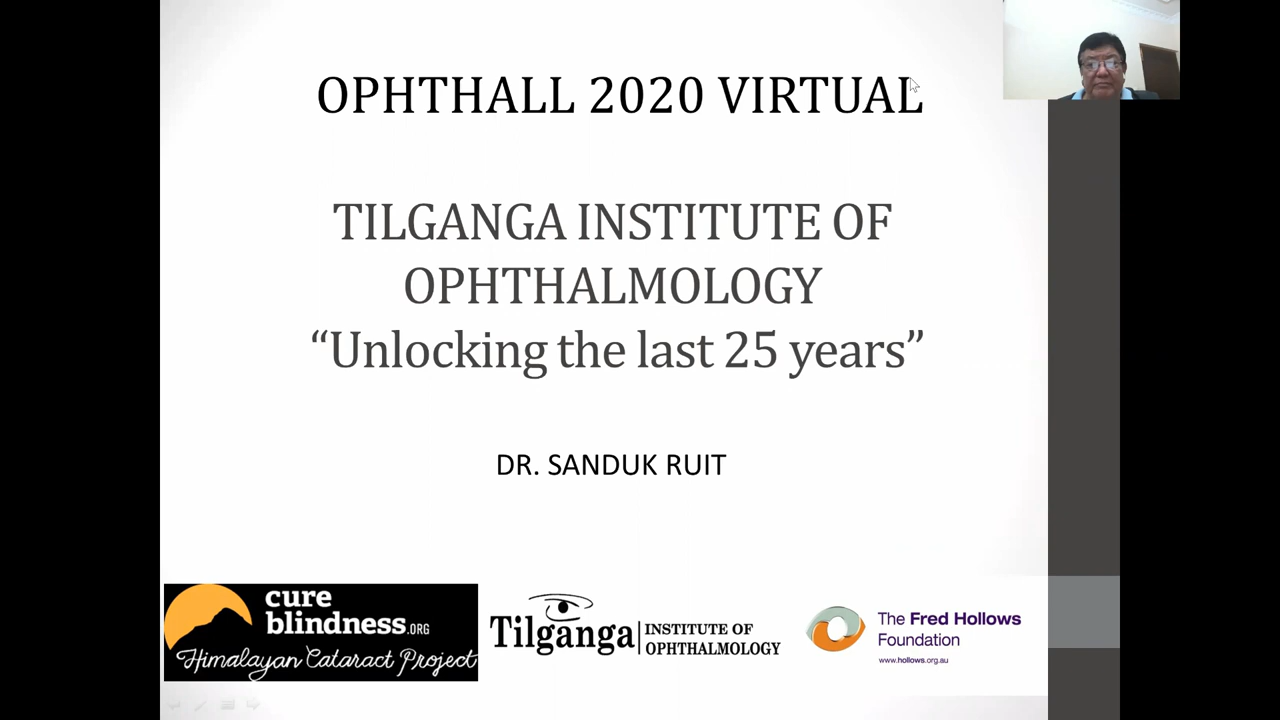 OPHTHALL 2020 VIRTUAL
TILGANGA INSTITUTE OF
OPHTHALMOLOGY
“Unlocking the last 25 years”
DR. SANDUK RUIT
cure
blindness.ORG
Himalayan Cataract Project
Tilganga
INSTITUTE OF
OPHTHALMOLOGY
The Fred Hollows
Foundation
www.hollows.org.au